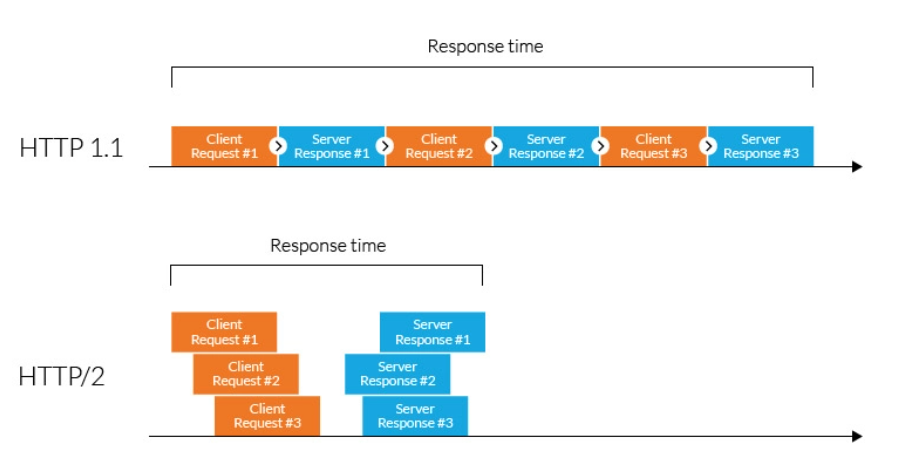 Response time
HTTP 1.1
Client
Request #1
Server
Response #1
Client
Request #2
Server
Response #2
Client
Request #3
Server
Response #3
Response time
HTTP/2
Client
Request #1
Server
Response #1
Client
Request #2
Server
Response #2
Client
Request #3
Server
Response #3